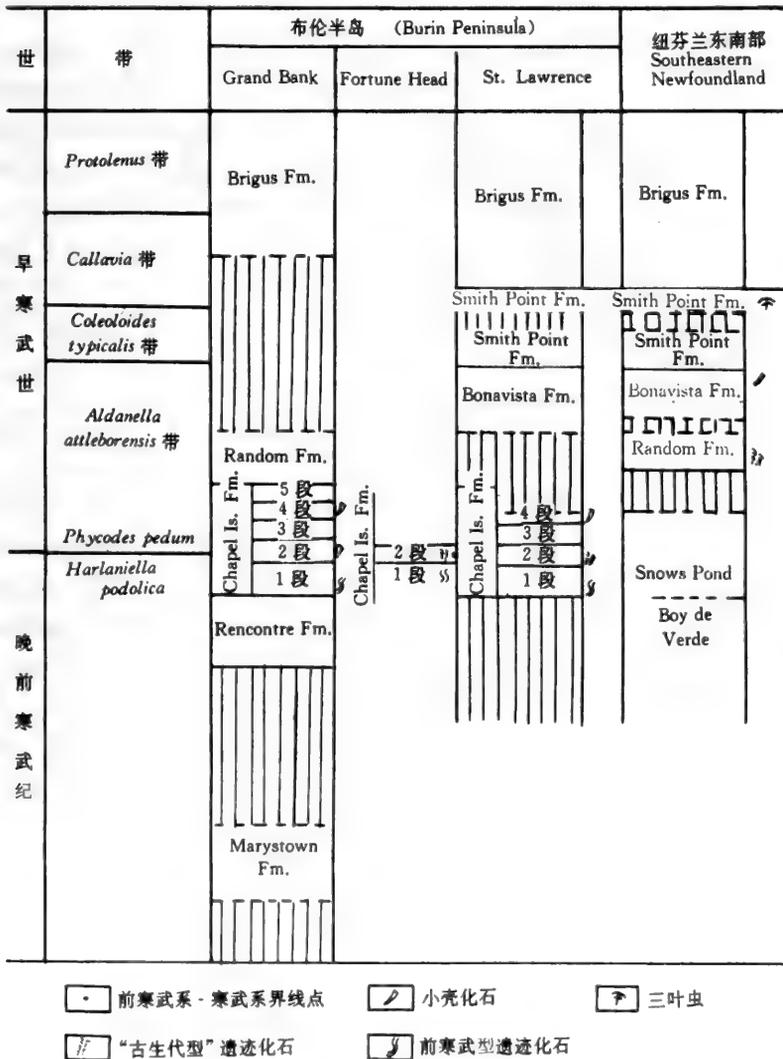 世
带
布伦半岛 (Burin Peninsula)
纽芬兰东南部
Southeastern
Newfoundland
Grand Bank
Fortune Head
St. Lawrence
早寒武世
晚前寒武纪
Protolenus 带
Callavia 带
Coleoloides
typicalis 带
Aldanella
attleborensis 带
Phycodes pedum
Harlaniella
podolica
Brigus Fm.
Random Fm.
Chapel Is. Fm.
5 段
4 段
3 段
2 段
1 段
Rencontre Fm.
Marystown
Fm.
Chapel Is. Fm.
2 段
1 段
Brigus Fm.
Smith Point Fm.
Smith Point
Fm.
Bonavista Fm.
Chapel Is. Fm.
4 段
3 段
2 段
1 段
Brigus Fm.
Smith Point Fm.
Smith Point
Fm.
Bonavista Fm.
Random Fm.
Snows Pond
Boy de
Verde
前寒武系-寒武系界线点
小壳化石
三叶虫
"古生代型"遗迹化石
前寒武型遗迹化石